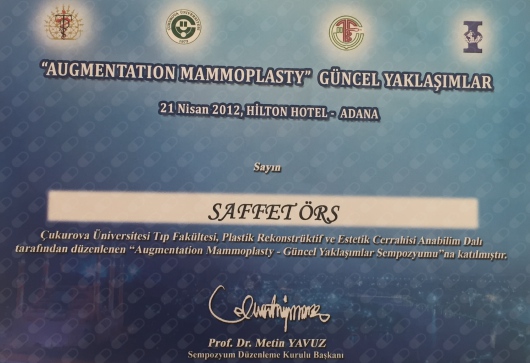 "AUGMENTATION MAMMOPLASTY" GÜNCEL YAKLAŞIMLAR
21 Nisan 2012, HİLTON HOTEL - ADANA
Sayın
SAFFET ÖRS
Çukurova Üniversitesi Tıp Fakültesi, Plastik Rekonstrüktif ve Estetik Cerrahisi Anabilim Dalı
tarafından düzenlenen "Augmentation Mammoplasty - Güncel Yaklaşımlar Sempozyumu"na katılmıştır.
Prof. Dr. Metin YAVUZ
Sempozyum Düzenleme Kurulu Başkanı